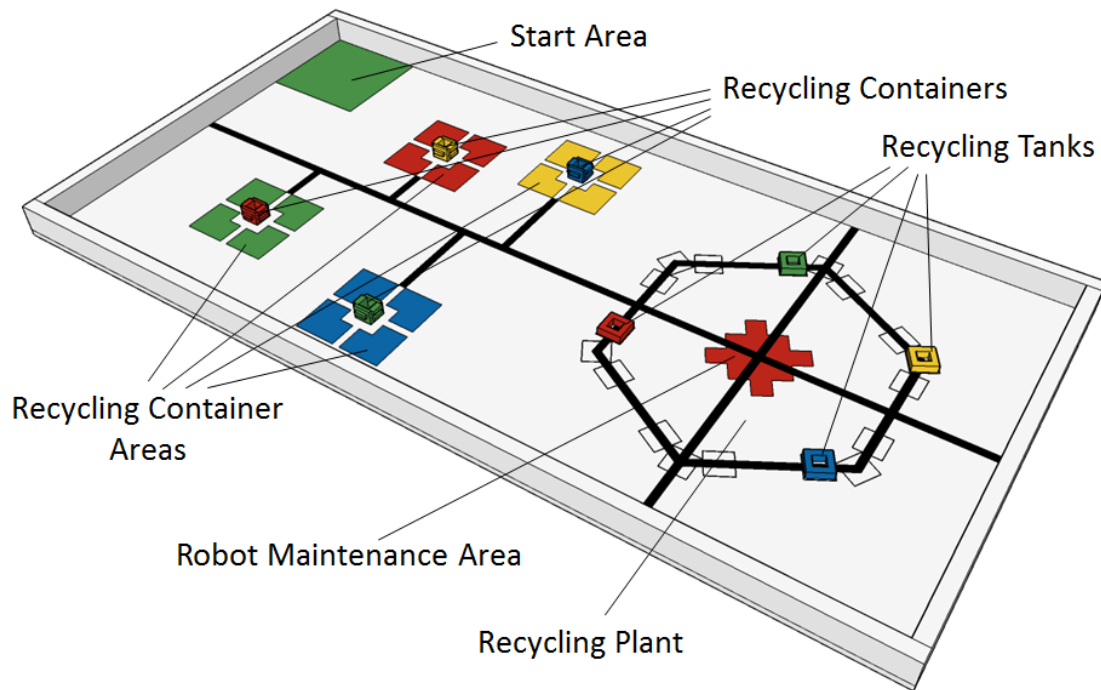 Start Area
Recycling Containers
Recycling Tanks
Recycling Container
Areas
Robot Maintenance Area
Recycling Plant